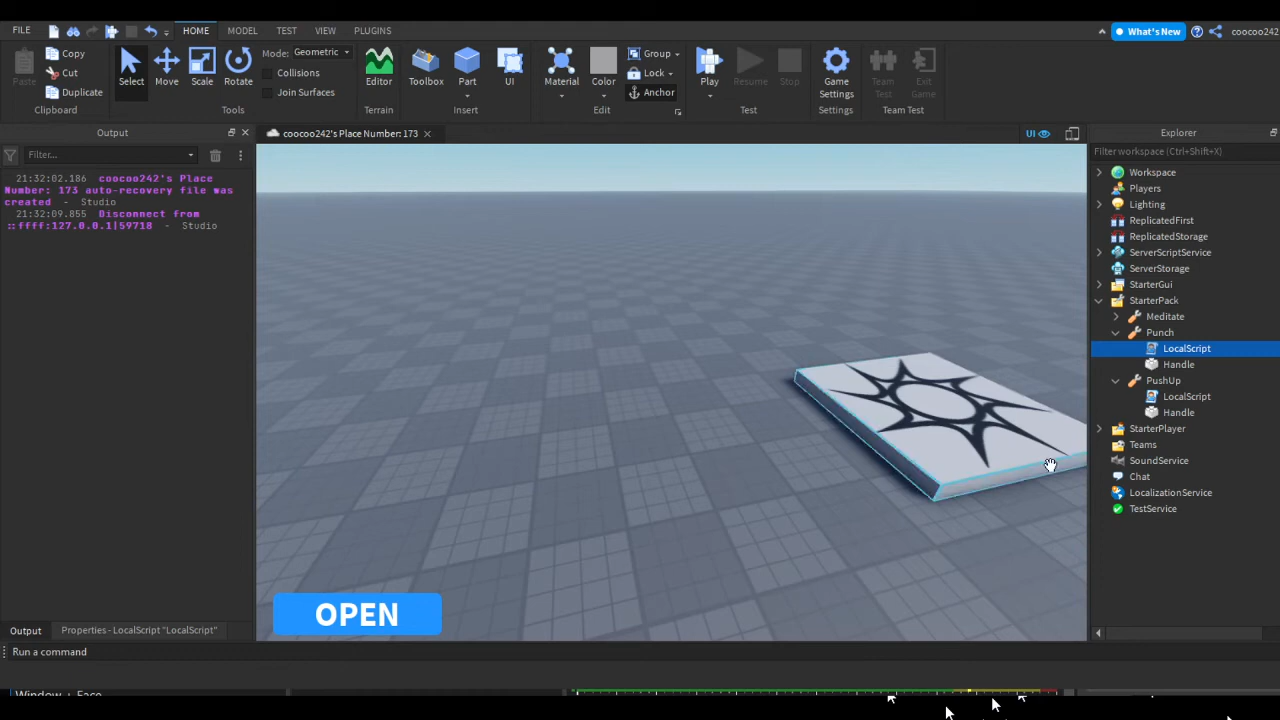 FILE
HOME
MODEL
TEST
VIEW
PLUGINS
What's New
coocoo242
Paste
Copy
Cut
Duplicate
Clipboard
Select
Move
Scale
Rotate
Mode: Geometric
Collisions
Join Surfaces
Tools
Editor
Terrain
Toolbox
Part
UI
Insert
Material
Color
Group
Lock
Anchor
Edit
Play
Resume
Stop
Test
Game
Settings
Settings
Team
Test
Exit
Game
Team Test
Output
Filter...
21:32:02.186 coocoo242's Place
Number: 173 auto-recovery file was
created - Studio
21:32:09.855 Disconnect from
::ffff:127.0.0.1|59718 - Studio
coocoo242's Place Number: 173
UI
OPEN
Explorer
Filter workspace (Ctrl+Shift+X)
Workspace
Players
Lighting
ReplicatedFirst
ReplicatedStorage
ServerScriptService
ServerStorage
StarterGui
StarterPack
Meditate
Punch
LocalScript
Handle
PushUp
LocalScript
Handle
StarterPlayer
Teams
SoundService
Chat
LocalizationService
TestService
Output
Properties - LocalScript "LocalScript"
Run a command
Window + Face